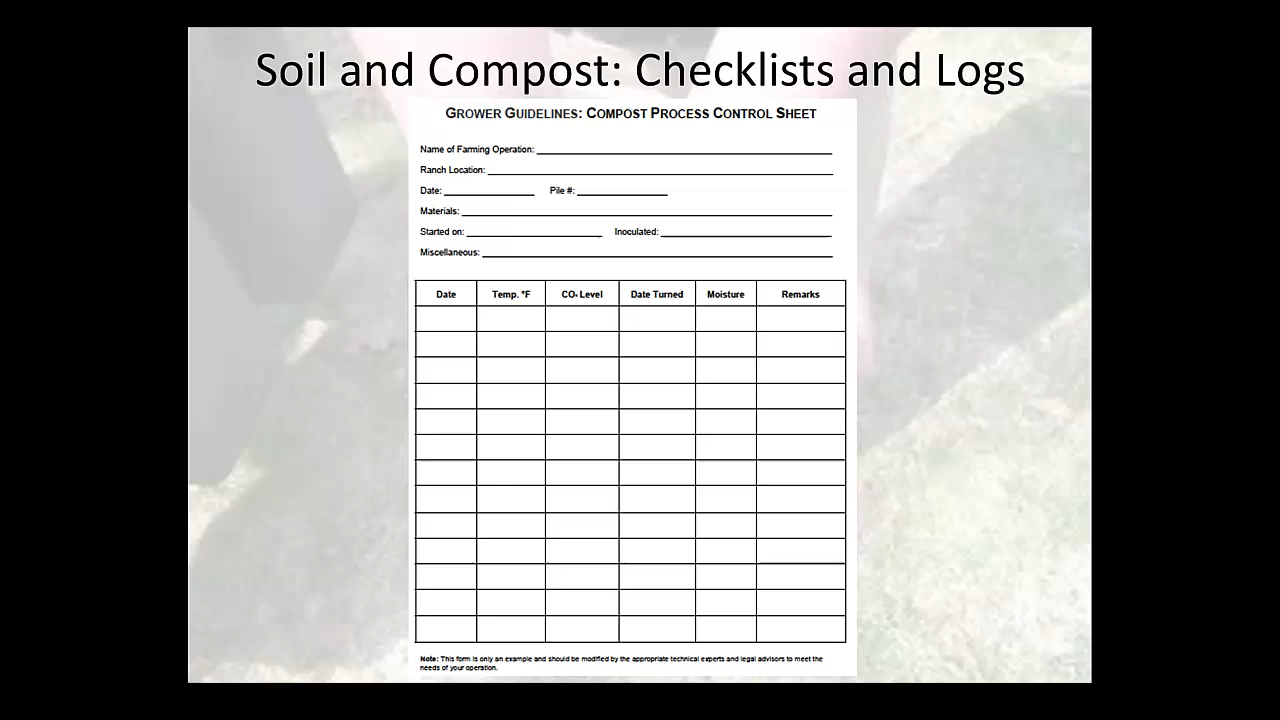 Soil and Compost: Checklists and Logs
GROWER GUIDELINES: COMPOST PROCESS CONTROL SHEET
Name of Farming Operation:
Ranch Location:
Date: Pile #:
Materials:
Started on: Inoculated:
Miscellaneous:
Date Temp. °F CO₂ Level Date Turned Moisture Remarks
Note: This form is only an example and should be modified by the appropriate technical experts and legal advisors to meet the
needs of your operation.